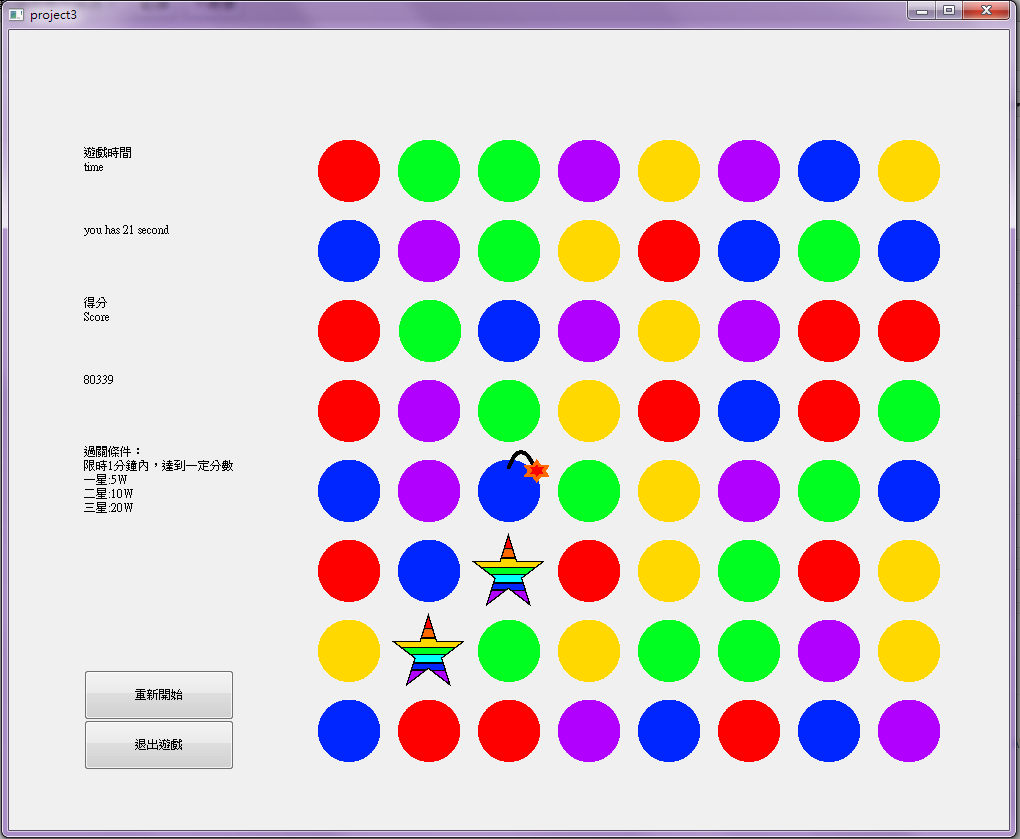 project3
遊戲時間
time
you has 21 second
得分
Score
80339
過關條件：
限時1分鐘內，達到一定分數
一星:5W
二星:10W
三星:20W
重新開始
退出遊戲